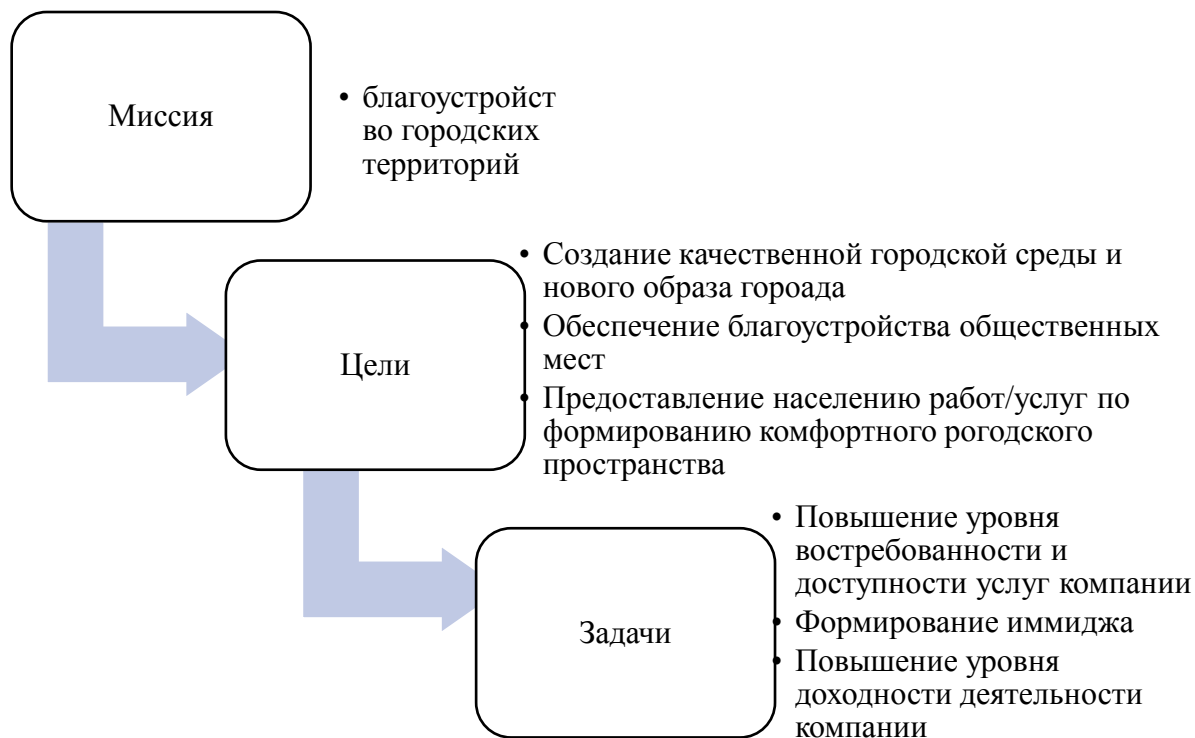 Миссия
• благоустройст
во городских
территорий
Цели
• Создание качественной городской среды и
нового образа гороада
• Обеспечение благоустройства общественных
мест
• Предоставление населению работ/услуг по
формированию комфортного рогодского
пространства
Задачи
• Повышение уровня
востребованности и
доступности услуг компании
• Формирование иммиджа
• Повышение уровня
доходности деятельности
компании